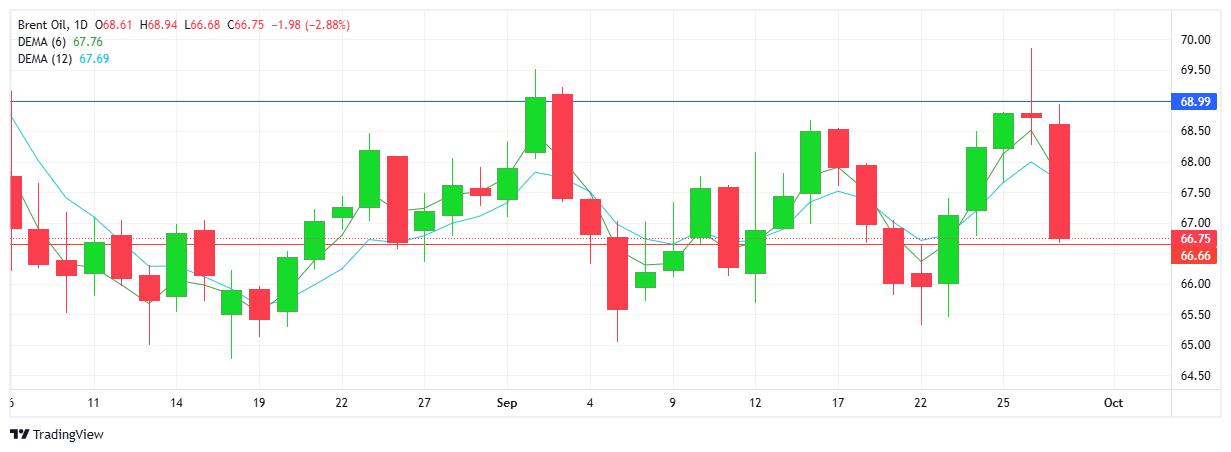 Brent Oil, 1D O68.61 H68.94 L66.68 C66.75 −1.98 (−2.88%)
DEMA (6) 67.76
DEMA (12) 67.69
70.00
69.50
68.99
68.50
68.00
67.50
67.00
66.75
66.66
66.00
65.50
65.00
64.50
6 11 14 19 22 27 Sep 4 9 12 17 22 25 Oct
TradingView